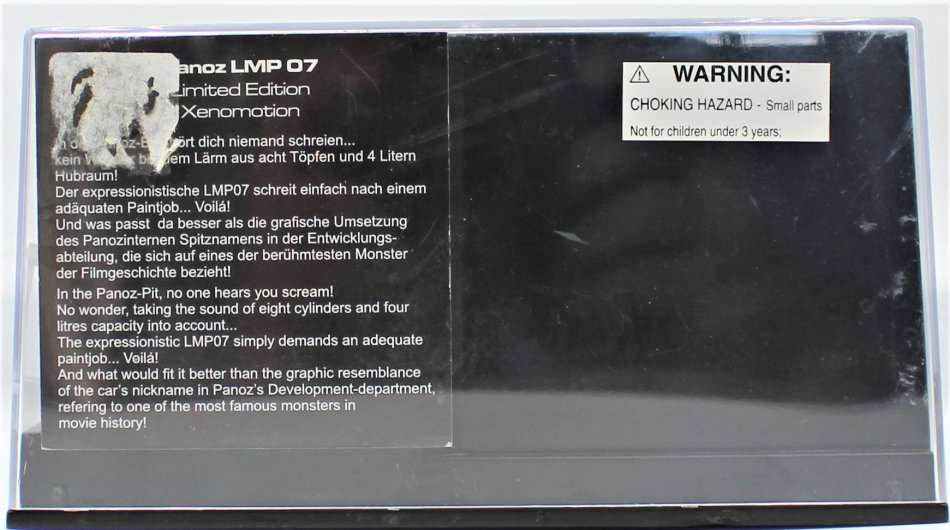 anoz LMP 07
Limited Edition
Xenomotion
ört dich niemand schreien...
kein dem Lärm aus acht Töpfen und 4 Litern
Hubraum!
Der expressionistische LMP07 schreit einfach nach einem
adäquaten Paintjob... Voilá!
Und was passt da besser als die grafische Umsetzung
des Panozinternen Spitznamens in der Entwicklungs-
abteilung, die sich auf eines der berühmtesten Monster
der Filmgeschichte bezieht!
In the Panoz-Pit, no one hears you scream!
No wonder, taking the sound of eight cylinders and four
litres capacity into account...
The expressionistic LMP07 simply demands an adequate
paintjob... Voilá!
And what would fit it better than the graphic resemblance
of the car's nickname in Panoz's Development-department,
refering to one of the most famous monsters in
movie history!
⚠ WARNING:
CHOKING HAZARD - Small parts
Not for children under 3 years;